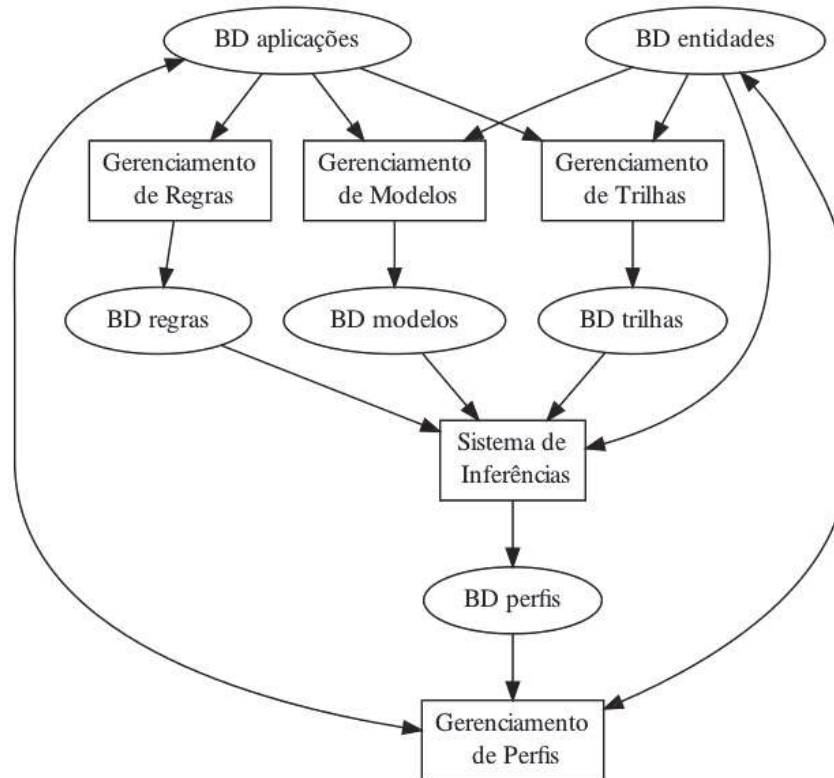 BD aplicações
BD entidades
Gerenciamento
de Regras
Gerenciamento
de Modelos
Gerenciamento
de Trilhas
BD regras
BD modelos
BD trilhas
Sistema de
Inferências
BD perfis
Gerenciamento
de Perfis